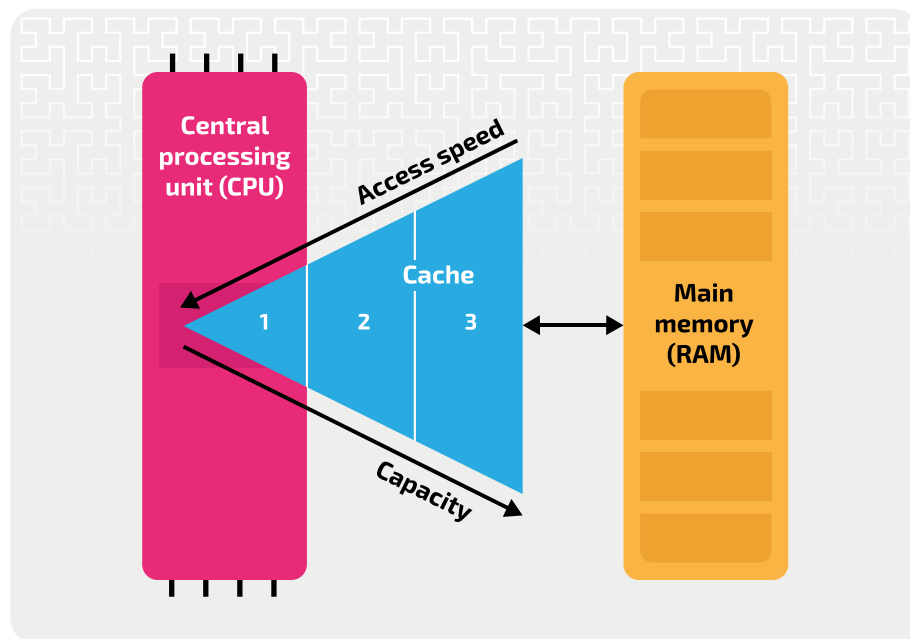 Central
processing
unit (CPU)
Access speed
Cache
1
2
3
Capacity
Main
memory
(RAM)